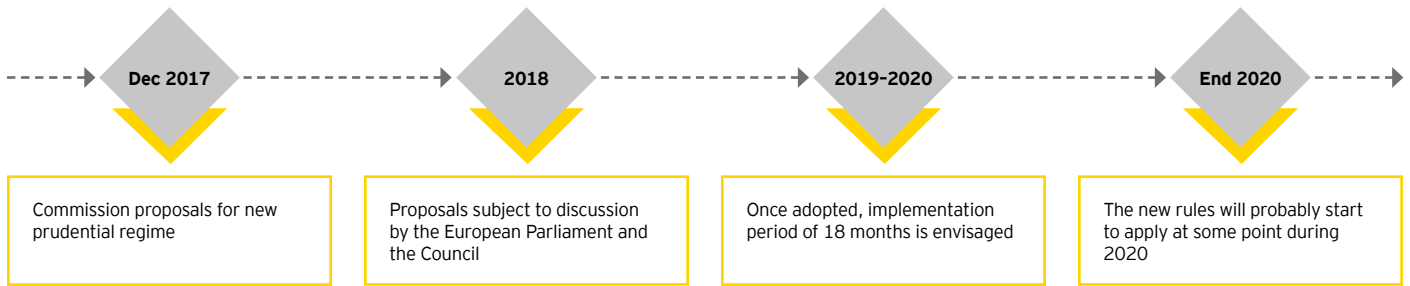 Dec 2017
2018
2019–2020
End 2020
Commission proposals for new
prudential regime
Proposals subject to discussion
by the European Parliament and
the Council
Once adopted, implementation
period of 18 months is envisaged
The new rules will probably start
to apply at some point during
2020